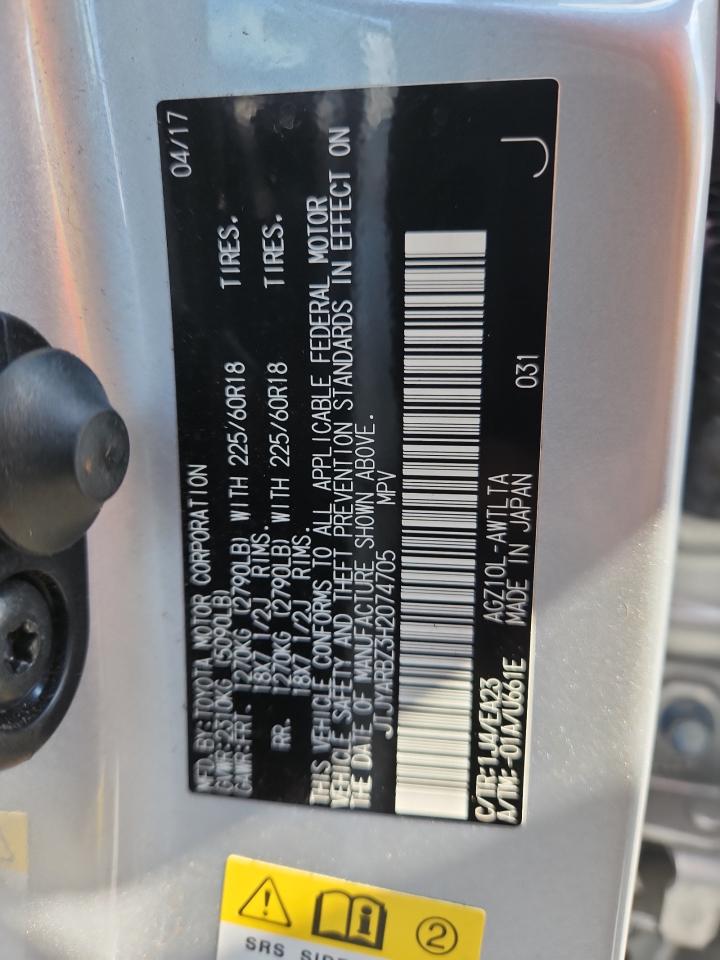 MFD. BY: TOYOTA MOTOR CORPORATION 04/17
GVWR: 2310KG (5090LB)
GAWR: FRT. 1270KG (2790LB) WITH 225/60R18 TIRES.
18X7 1/2J RIMS.
RR. 1270KG (2790LB) WITH 225/60R18 TIRES.
18X7 1/2J RIMS.
THIS VEHICLE CONFORMS TO ALL APPLICABLE FEDERAL MOTOR
VEHICLE SAFETY AND THEFT PREVENTION STANDARDS IN EFFECT ON
THE DATE OF MANUFACTURE SHOWN ABOVE.
JTJYARBZ3H2074705 MPV
C/TR: 1J4/EA23 AGZ10L-AWTLTA 031 J
A/TM: -01A/U661E MADE IN JAPAN
2
SRS SIDE